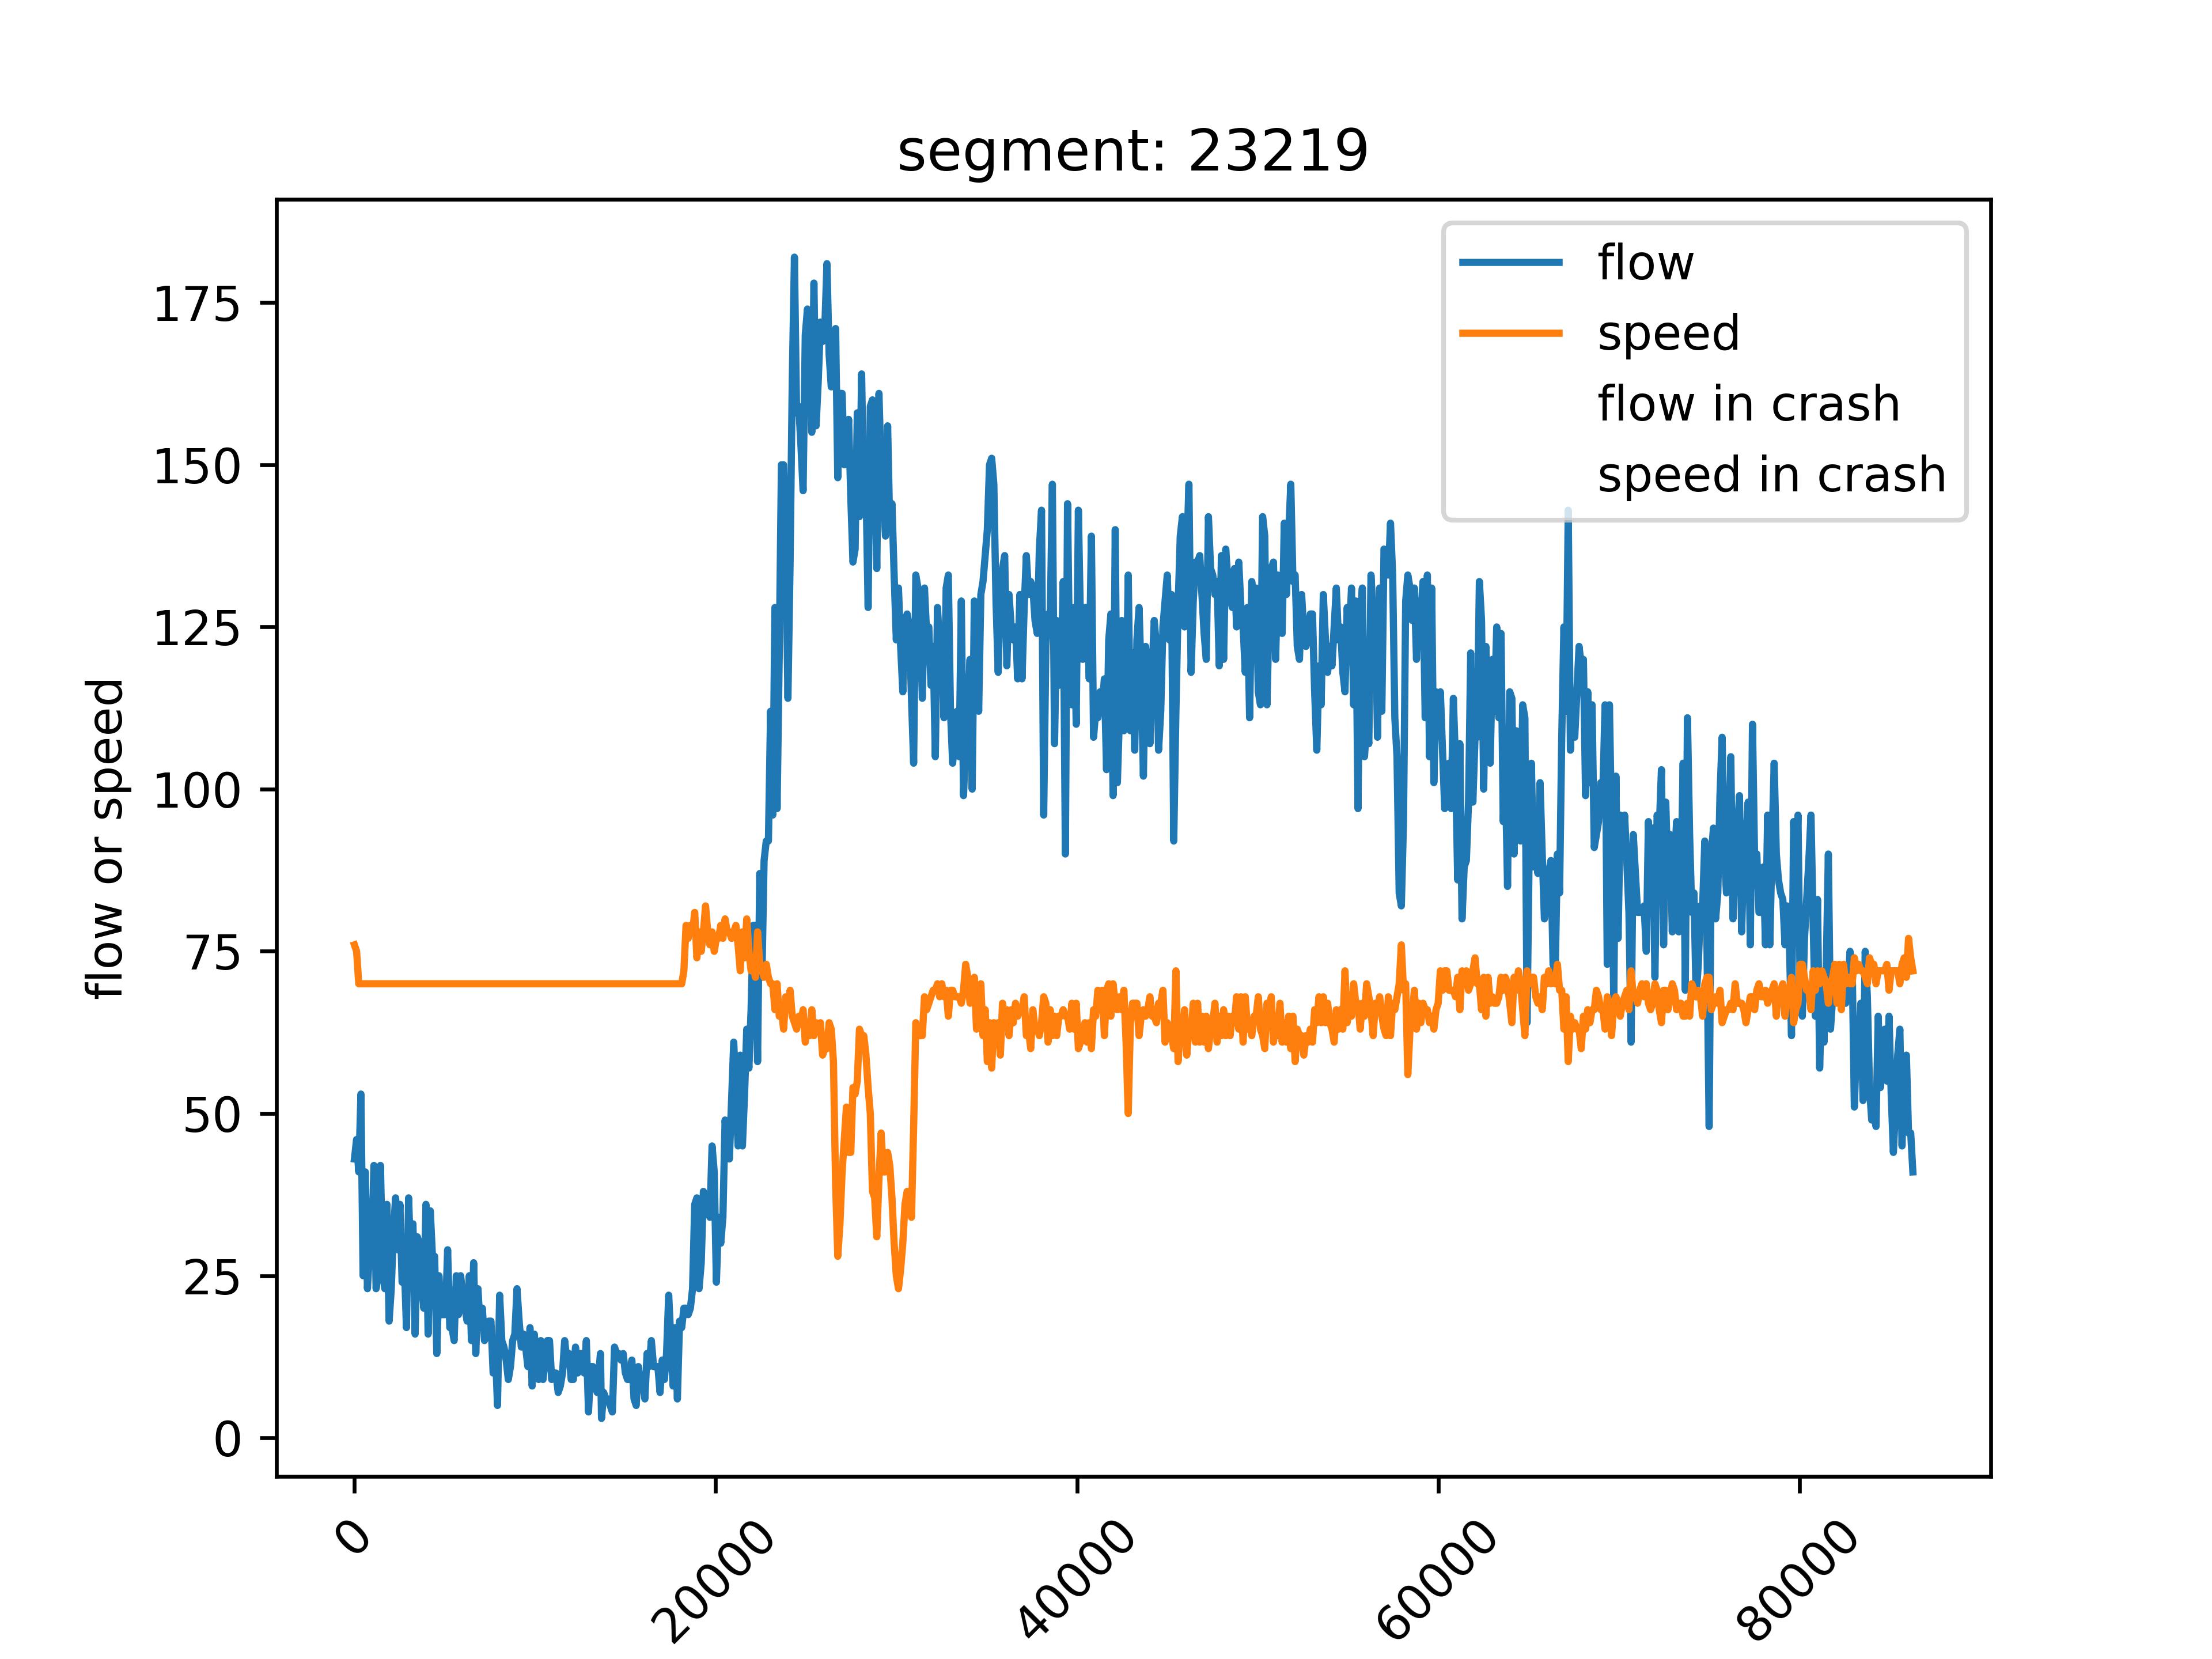 segment: 23219
flow
speed
flow in crash
speed in crash
flow or speed
175
150
125
100
75
50
25
0
0
20000
40000
60000
80000